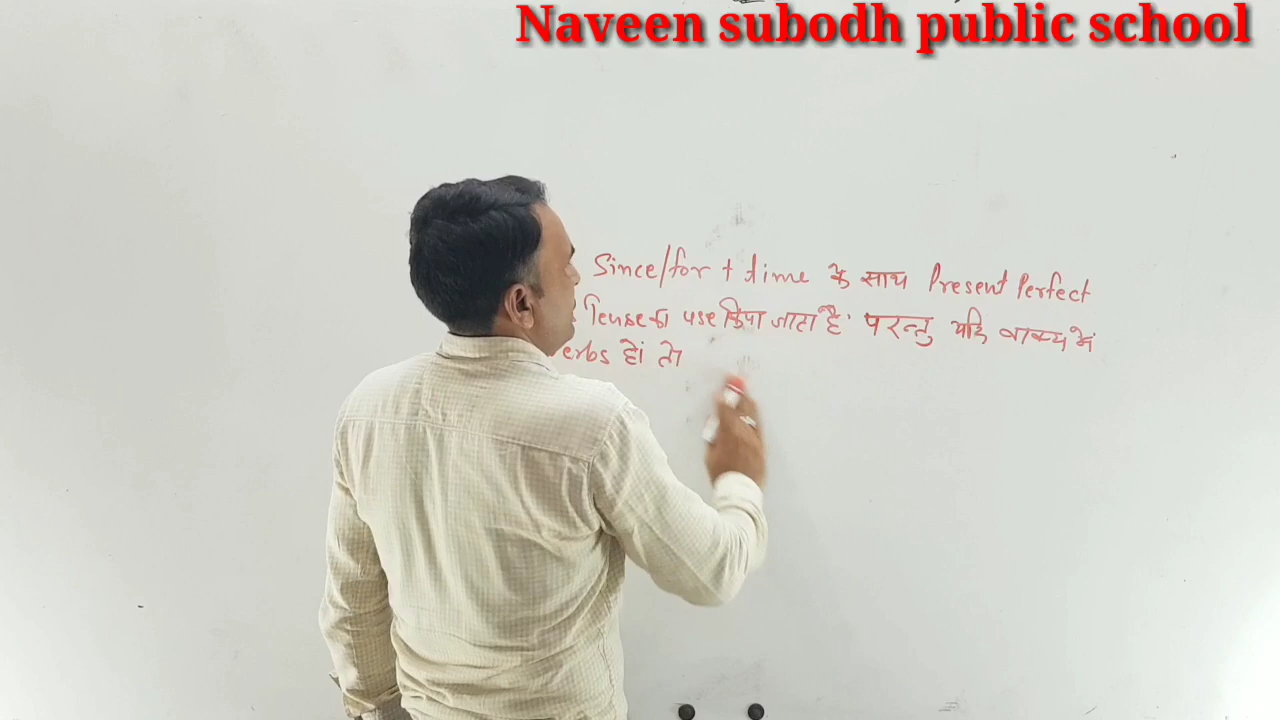 Naveen subodh public school
Since/for + time के साथ Present Perfect
Tense का use किया जाता है परन्तु यदि वाक्य में
erbs हों तो